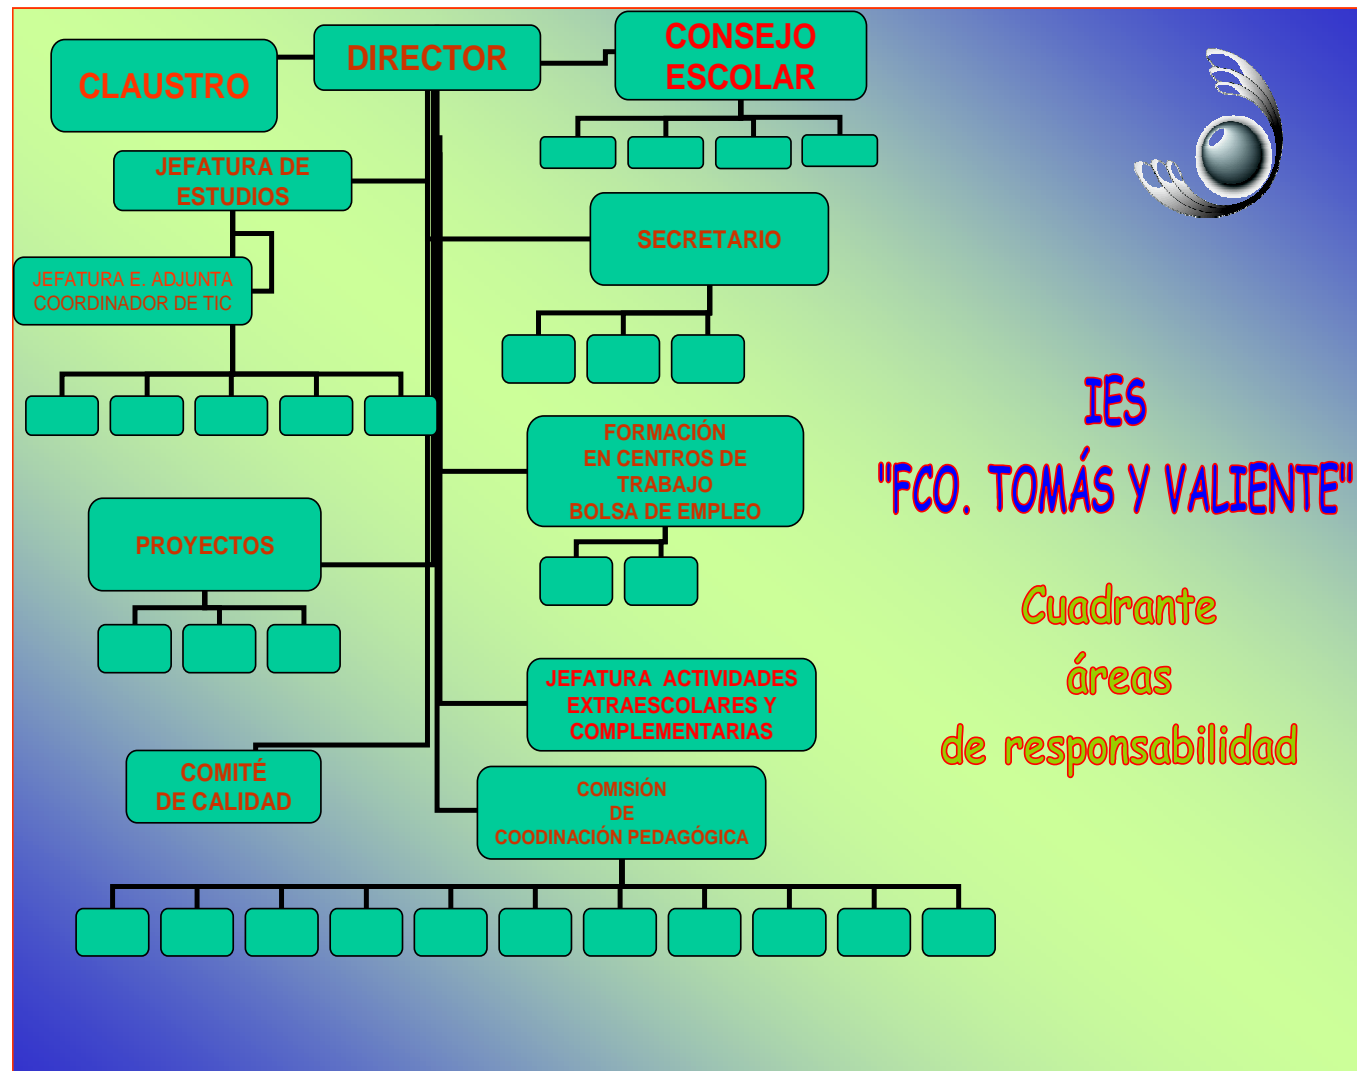 CLAUSTRO
DIRECTOR
CONSEJO
ESCOLAR
JEFATURA DE
ESTUDIOS
SECRETARIO
JEFATURA E. ADJUNTA
COORDINADOR DE TIC
FORMACIÓN
EN CENTROS DE
TRABAJO
BOLSA DE EMPLEO
PROYECTOS
JEFATURA ACTIVIDADES
EXTRAESCOLARES Y
COMPLEMENTARIAS
COMITÉ
DE CALIDAD
COMISIÓN
DE
COODINACIÓN PEDAGÓGICA
IES
"FCO. TOMÁS Y VALIENTE"
Cuadrante
áreas
de responsabilidad